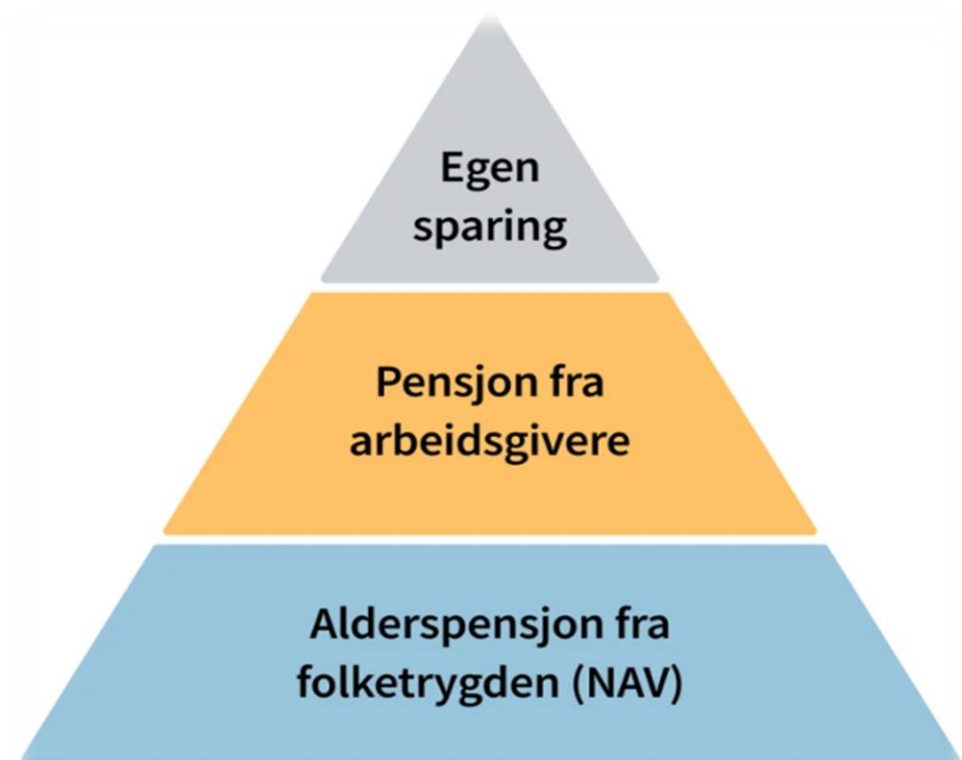 Egen
sparing
Pensjon fra
arbeidsgivere
Alderspensjon fra
folketrygden (NAV)